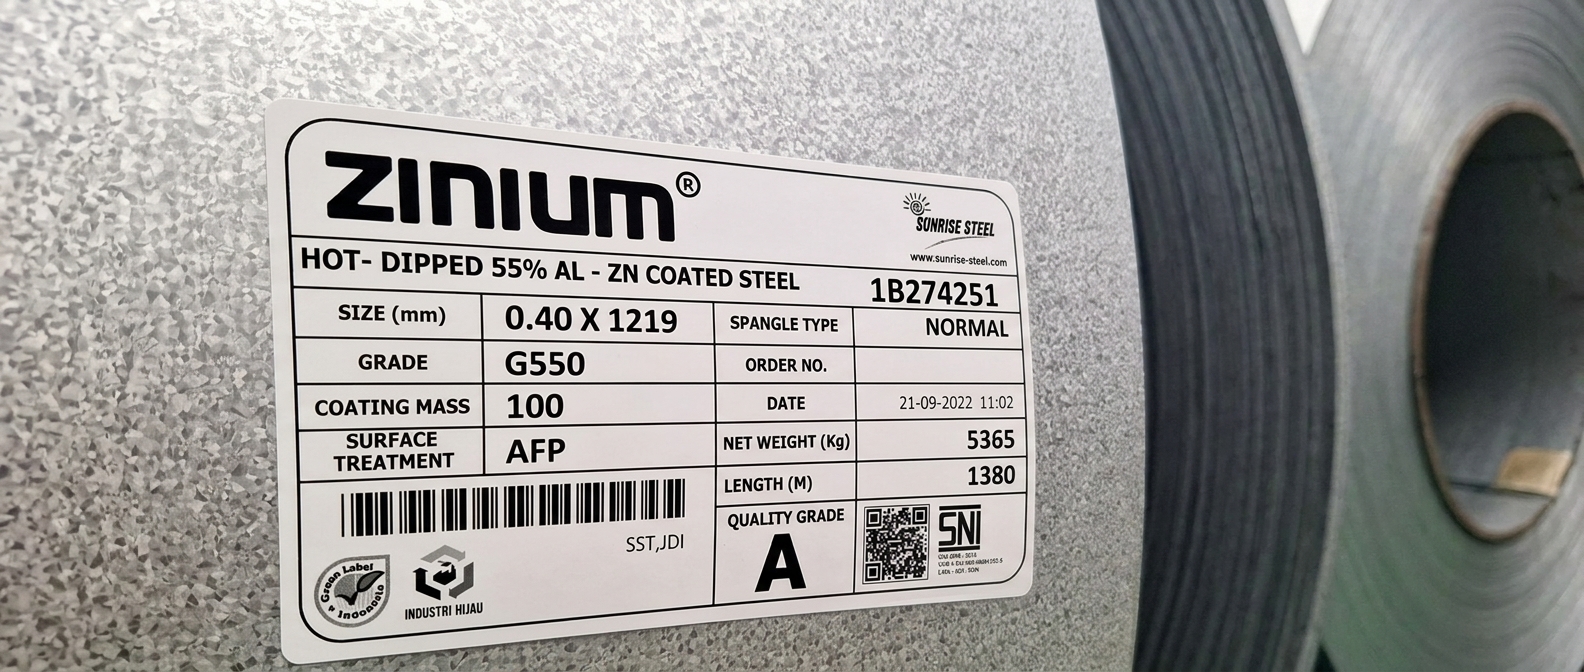 ZINIUM®
SUNRISE STEEL
www.sunrise-steel.com
HOT- DIPPED 55% AL - ZN COATED STEEL
1B274251
SIZE (mm) 0.40 X 1219 SPANGLE TYPE NORMAL
GRADE G550 ORDER NO.
COATING MASS 100 DATE 21-09-2022 11:02
SURFACE TREATMENT AFP NET WEIGHT (Kg) 5365
LENGTH (M) 1380
SST,JDI
QUALITY GRADE
A
SNI
Green Label
Indonesia
INDUSTRI HIJAU